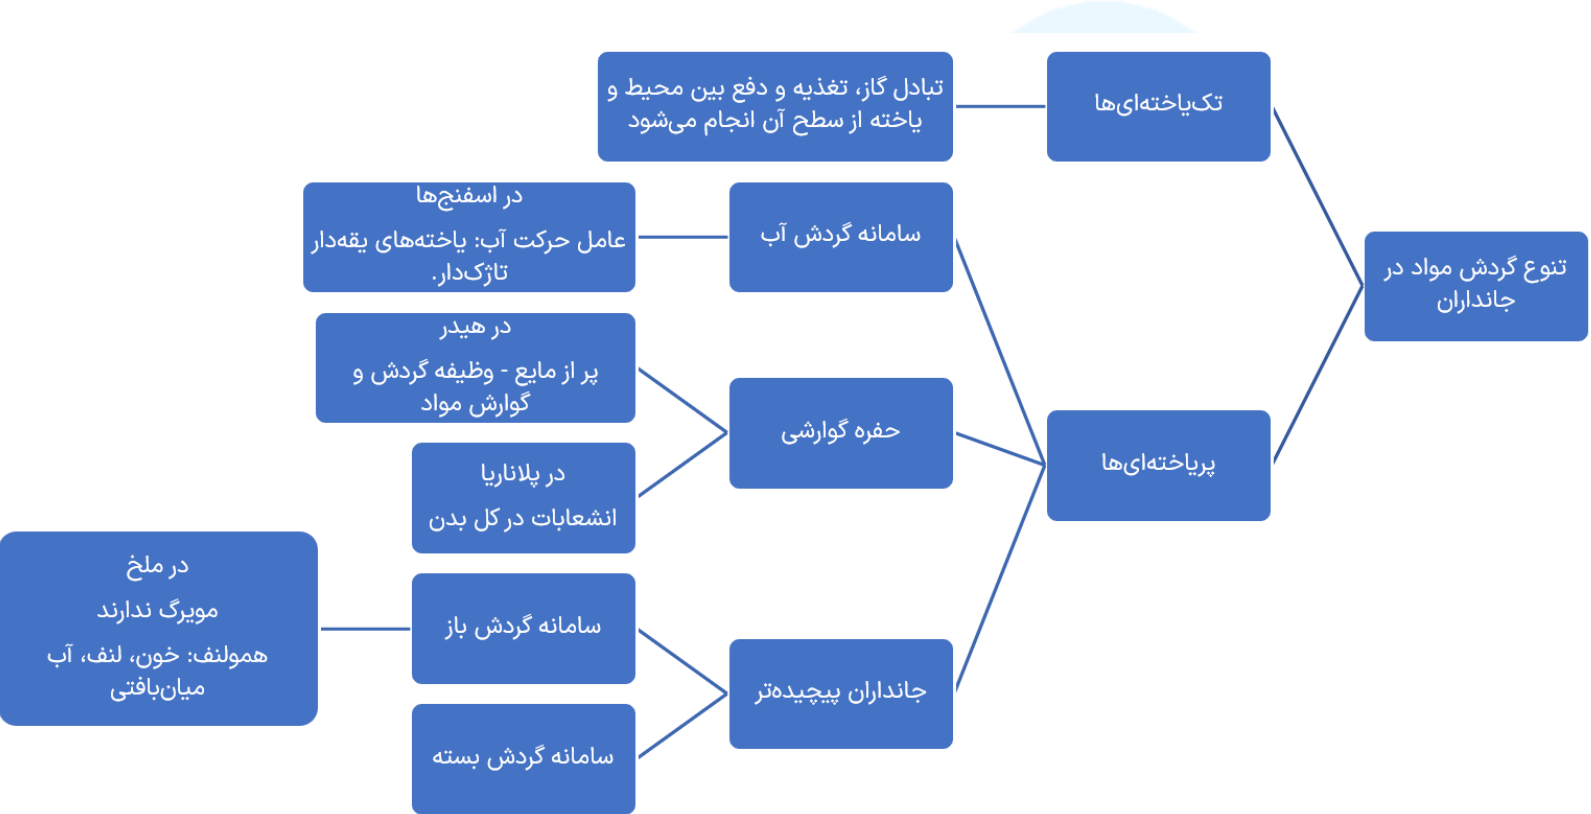 تنوع گردش مواد در
جانداران
تک‌یاخته‌ای‌ها
تبادل گاز، تغذیه و دفع بین محیط و
یاخته از سطح آن انجام می‌شود
پریاخته‌ای‌ها
سامانه گردش آب
در اسفنج‌ها
عامل حرکت آب: یاخته‌های یقه‌دار
تاژک‌دار.
حفره گوارشی
در هیدر
پر از مایع - وظیفه گردش و
گوارش مواد
در پلاناریا
انشعابات در کل بدن
جانداران پیچیده‌تر
سامانه گردش باز
در ملخ
مویرگ ندارند
همولنف: خون، لنف، آب
میان‌بافتی
سامانه گردش بسته